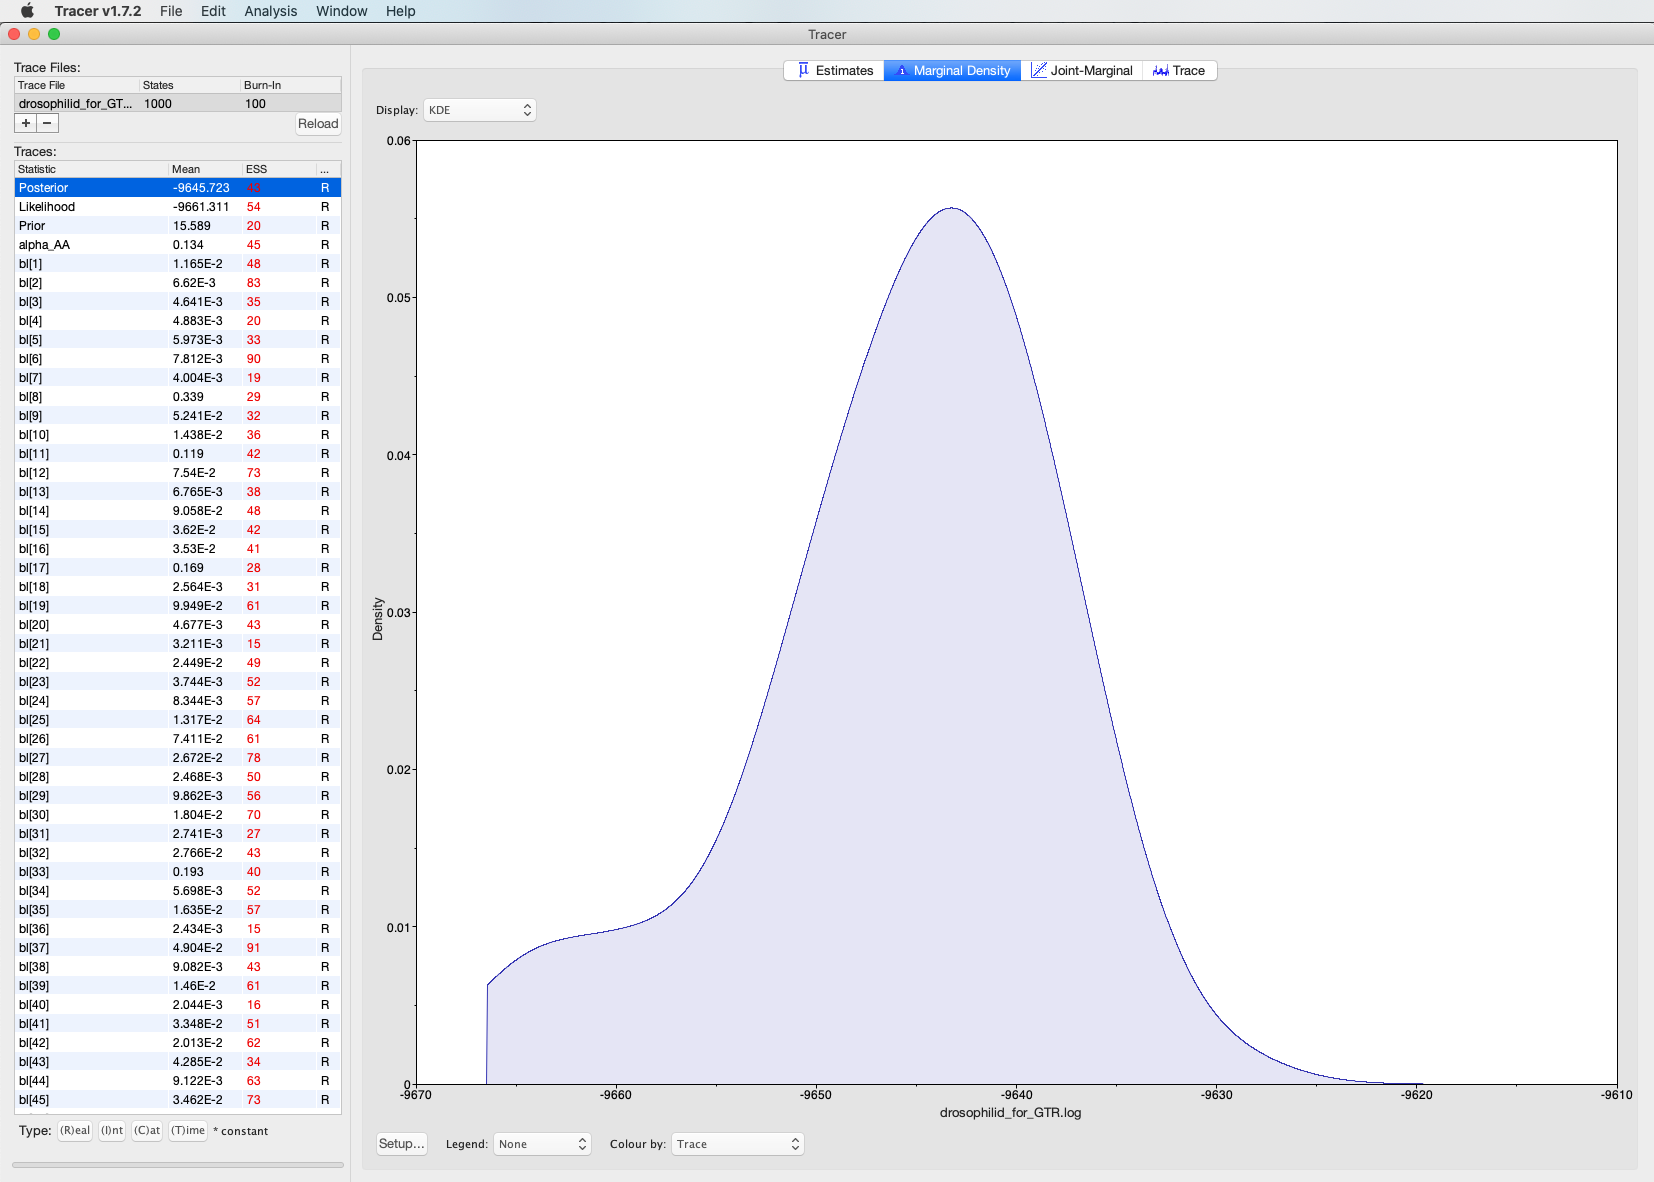 Tracer v1.7.2 File Edit Analysis Window Help
Tracer
Trace Files:
Trace File States Burn-In
drosophilid_for_GT... 1000 100
+ − Reload
Traces:
Statistic Mean ESS ...
Posterior -9645.723 43 R
Likelihood -9661.311 54 R
Prior 15.589 20 R
alpha_AA 0.134 45 R
bl[1] 1.165E-2 48 R
bl[2] 6.62E-3 83 R
bl[3] 4.641E-3 35 R
bl[4] 4.883E-3 20 R
bl[5] 5.973E-3 33 R
bl[6] 7.812E-3 90 R
bl[7] 4.004E-3 19 R
bl[8] 0.339 29 R
bl[9] 5.241E-2 32 R
bl[10] 1.438E-2 36 R
bl[11] 0.119 42 R
bl[12] 7.54E-2 73 R
bl[13] 6.765E-3 38 R
bl[14] 9.058E-2 48 R
bl[15] 3.62E-2 42 R
bl[16] 3.53E-2 41 R
bl[17] 0.169 28 R
bl[18] 2.564E-3 31 R
bl[19] 9.949E-2 61 R
bl[20] 4.677E-3 43 R
bl[21] 3.211E-3 15 R
bl[22] 2.449E-2 49 R
bl[23] 3.744E-3 52 R
bl[24] 8.344E-3 57 R
bl[25] 1.317E-2 64 R
bl[26] 7.411E-2 61 R
bl[27] 2.672E-2 78 R
bl[28] 2.468E-3 50 R
bl[29] 9.862E-3 56 R
bl[30] 1.804E-2 70 R
bl[31] 2.741E-3 27 R
bl[32] 2.766E-2 43 R
bl[33] 0.193 40 R
bl[34] 5.698E-3 52 R
bl[35] 1.635E-2 57 R
bl[36] 2.434E-3 15 R
bl[37] 4.904E-2 91 R
bl[38] 9.082E-3 43 R
bl[39] 1.46E-2 61 R
bl[40] 2.044E-3 16 R
bl[41] 3.348E-2 51 R
bl[42] 2.013E-2 62 R
bl[43] 4.285E-2 34 R
bl[44] 9.122E-3 63 R
bl[45] 3.462E-2 73 R
Type: (R)eal (I)nt (C)at (T)ime * constant
µ Estimates Marginal Density Joint-Marginal Trace
Display: KDE
0.06
0.05
0.04
0.03
0.02
0.01
0
Density
-9670 -9660 -9650 -9640 -9630 -9620 -9610
drosophilid_for_GTR.log
Setup... Legend: None Colour by: Trace